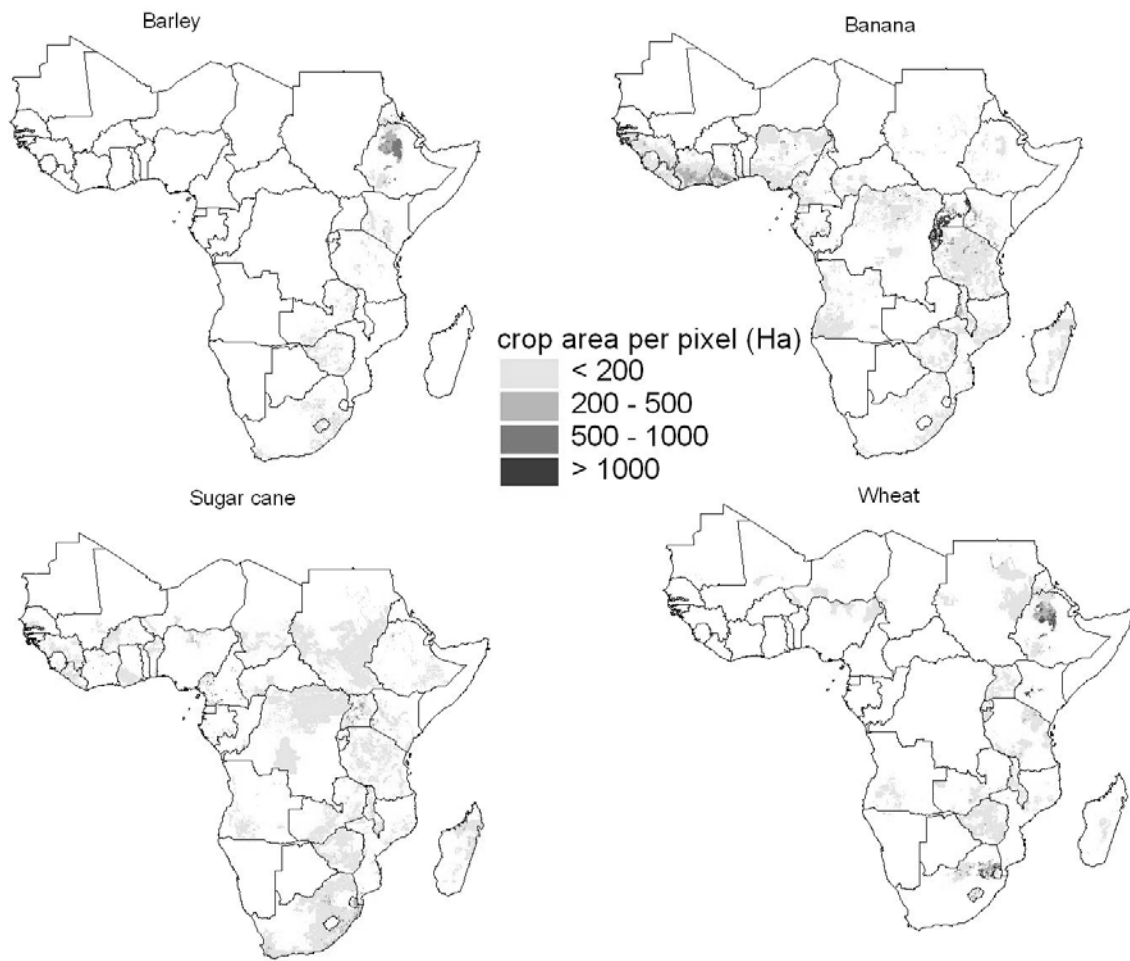 Barley
Banana
crop area per pixel (Ha)
< 200
200 - 500
500 - 1000
> 1000
Sugar cane
Wheat